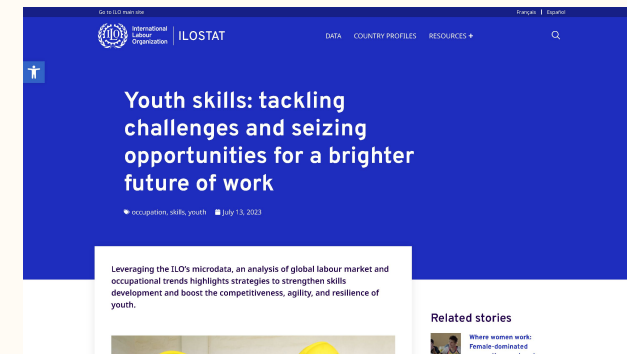 Go to ILO main site
Français | Español
International
Labour
Organization
ILOSTAT
DATA COUNTRY PROFILES RESOURCES +
Youth skills: tackling
challenges and seizing
opportunities for a brighter
future of work
occupation, skills, youth July 13, 2023
Leveraging the ILO's microdata, an analysis of global labour market and
occupational trends highlights strategies to strengthen skills
development and boost the competitiveness, agility, and resilience of
youth.
Related stories
Where women work:
Female-dominated